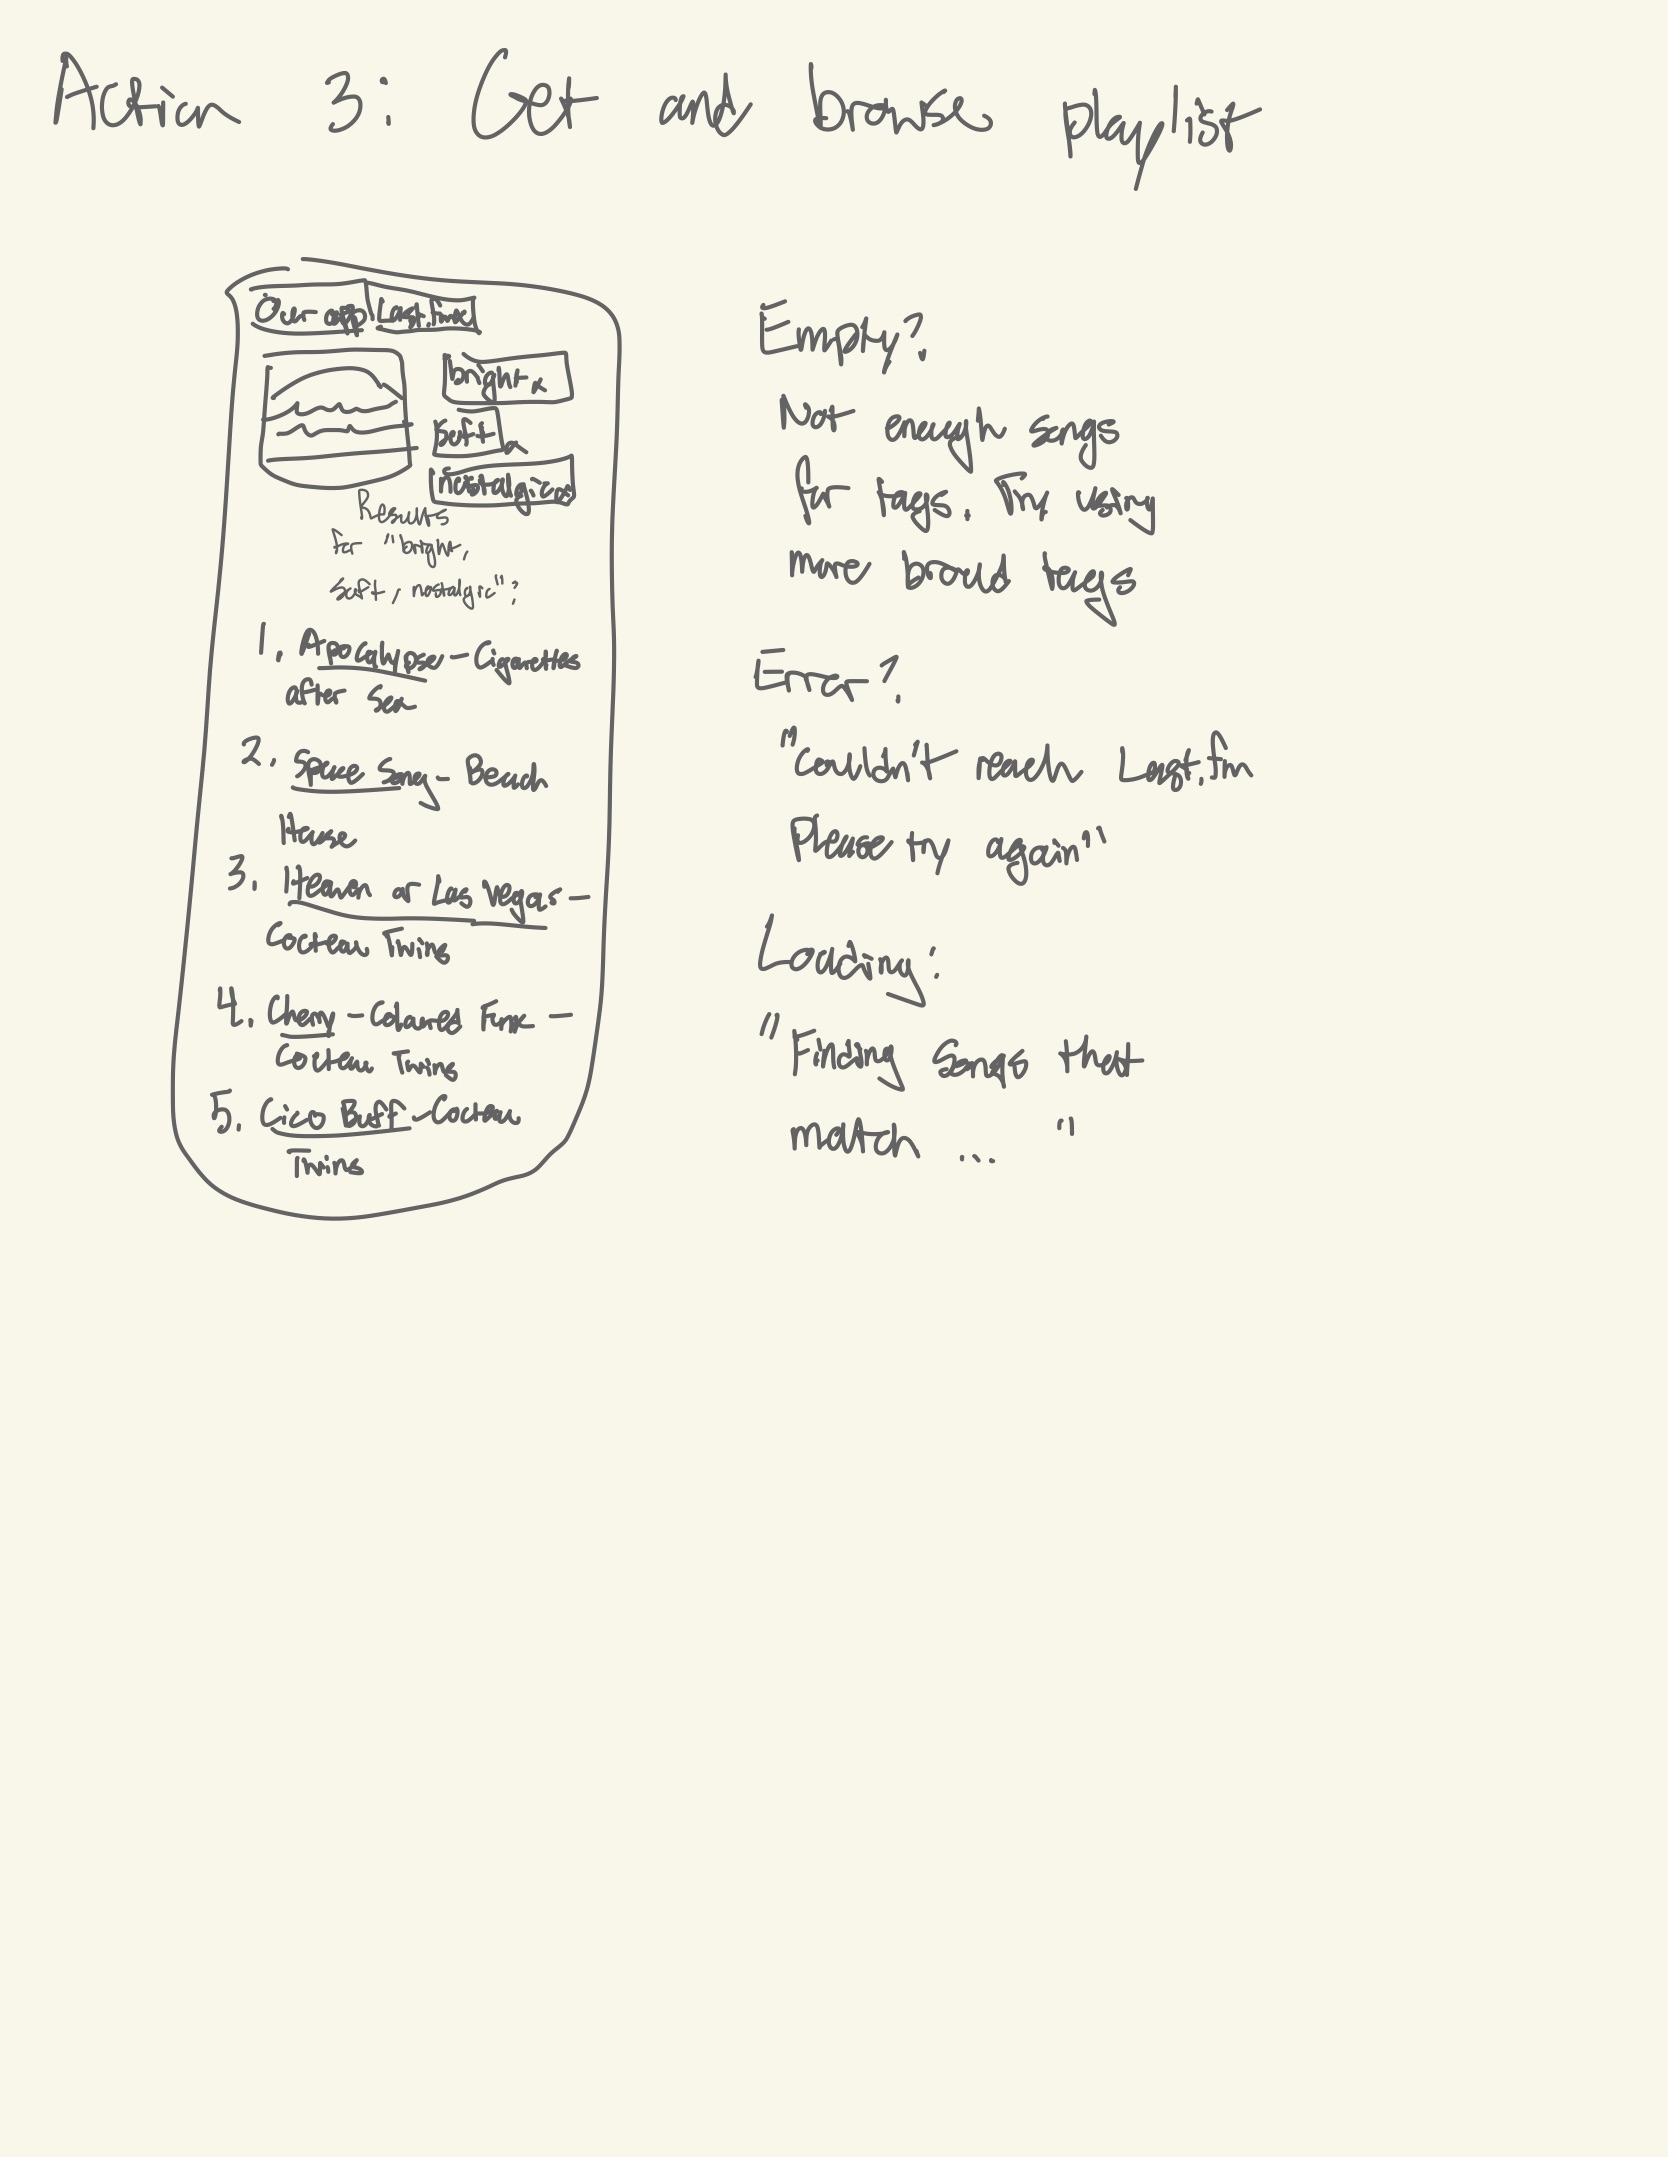 Action 3: Get and browse playlist
Our app Last.fm x
bright x
soft x
nostalgic x
Results
for "bright,
soft, nostalgic":
1. Apocalypse - Cigarettes
after Sex
2. Space Song - Beach
House
3. Heaven or Las Vegas -
Cocteau Twins
4. Cherry - Coloured Funk -
Cocteau Twins
5. Cico Buff - Cocteau
Twins
Empty?
Not enough songs
for tags. Try using
more broad tags
Error?
"Couldn't reach Last.fm
Please try again"
Loading:
"Finding songs that
match ... "